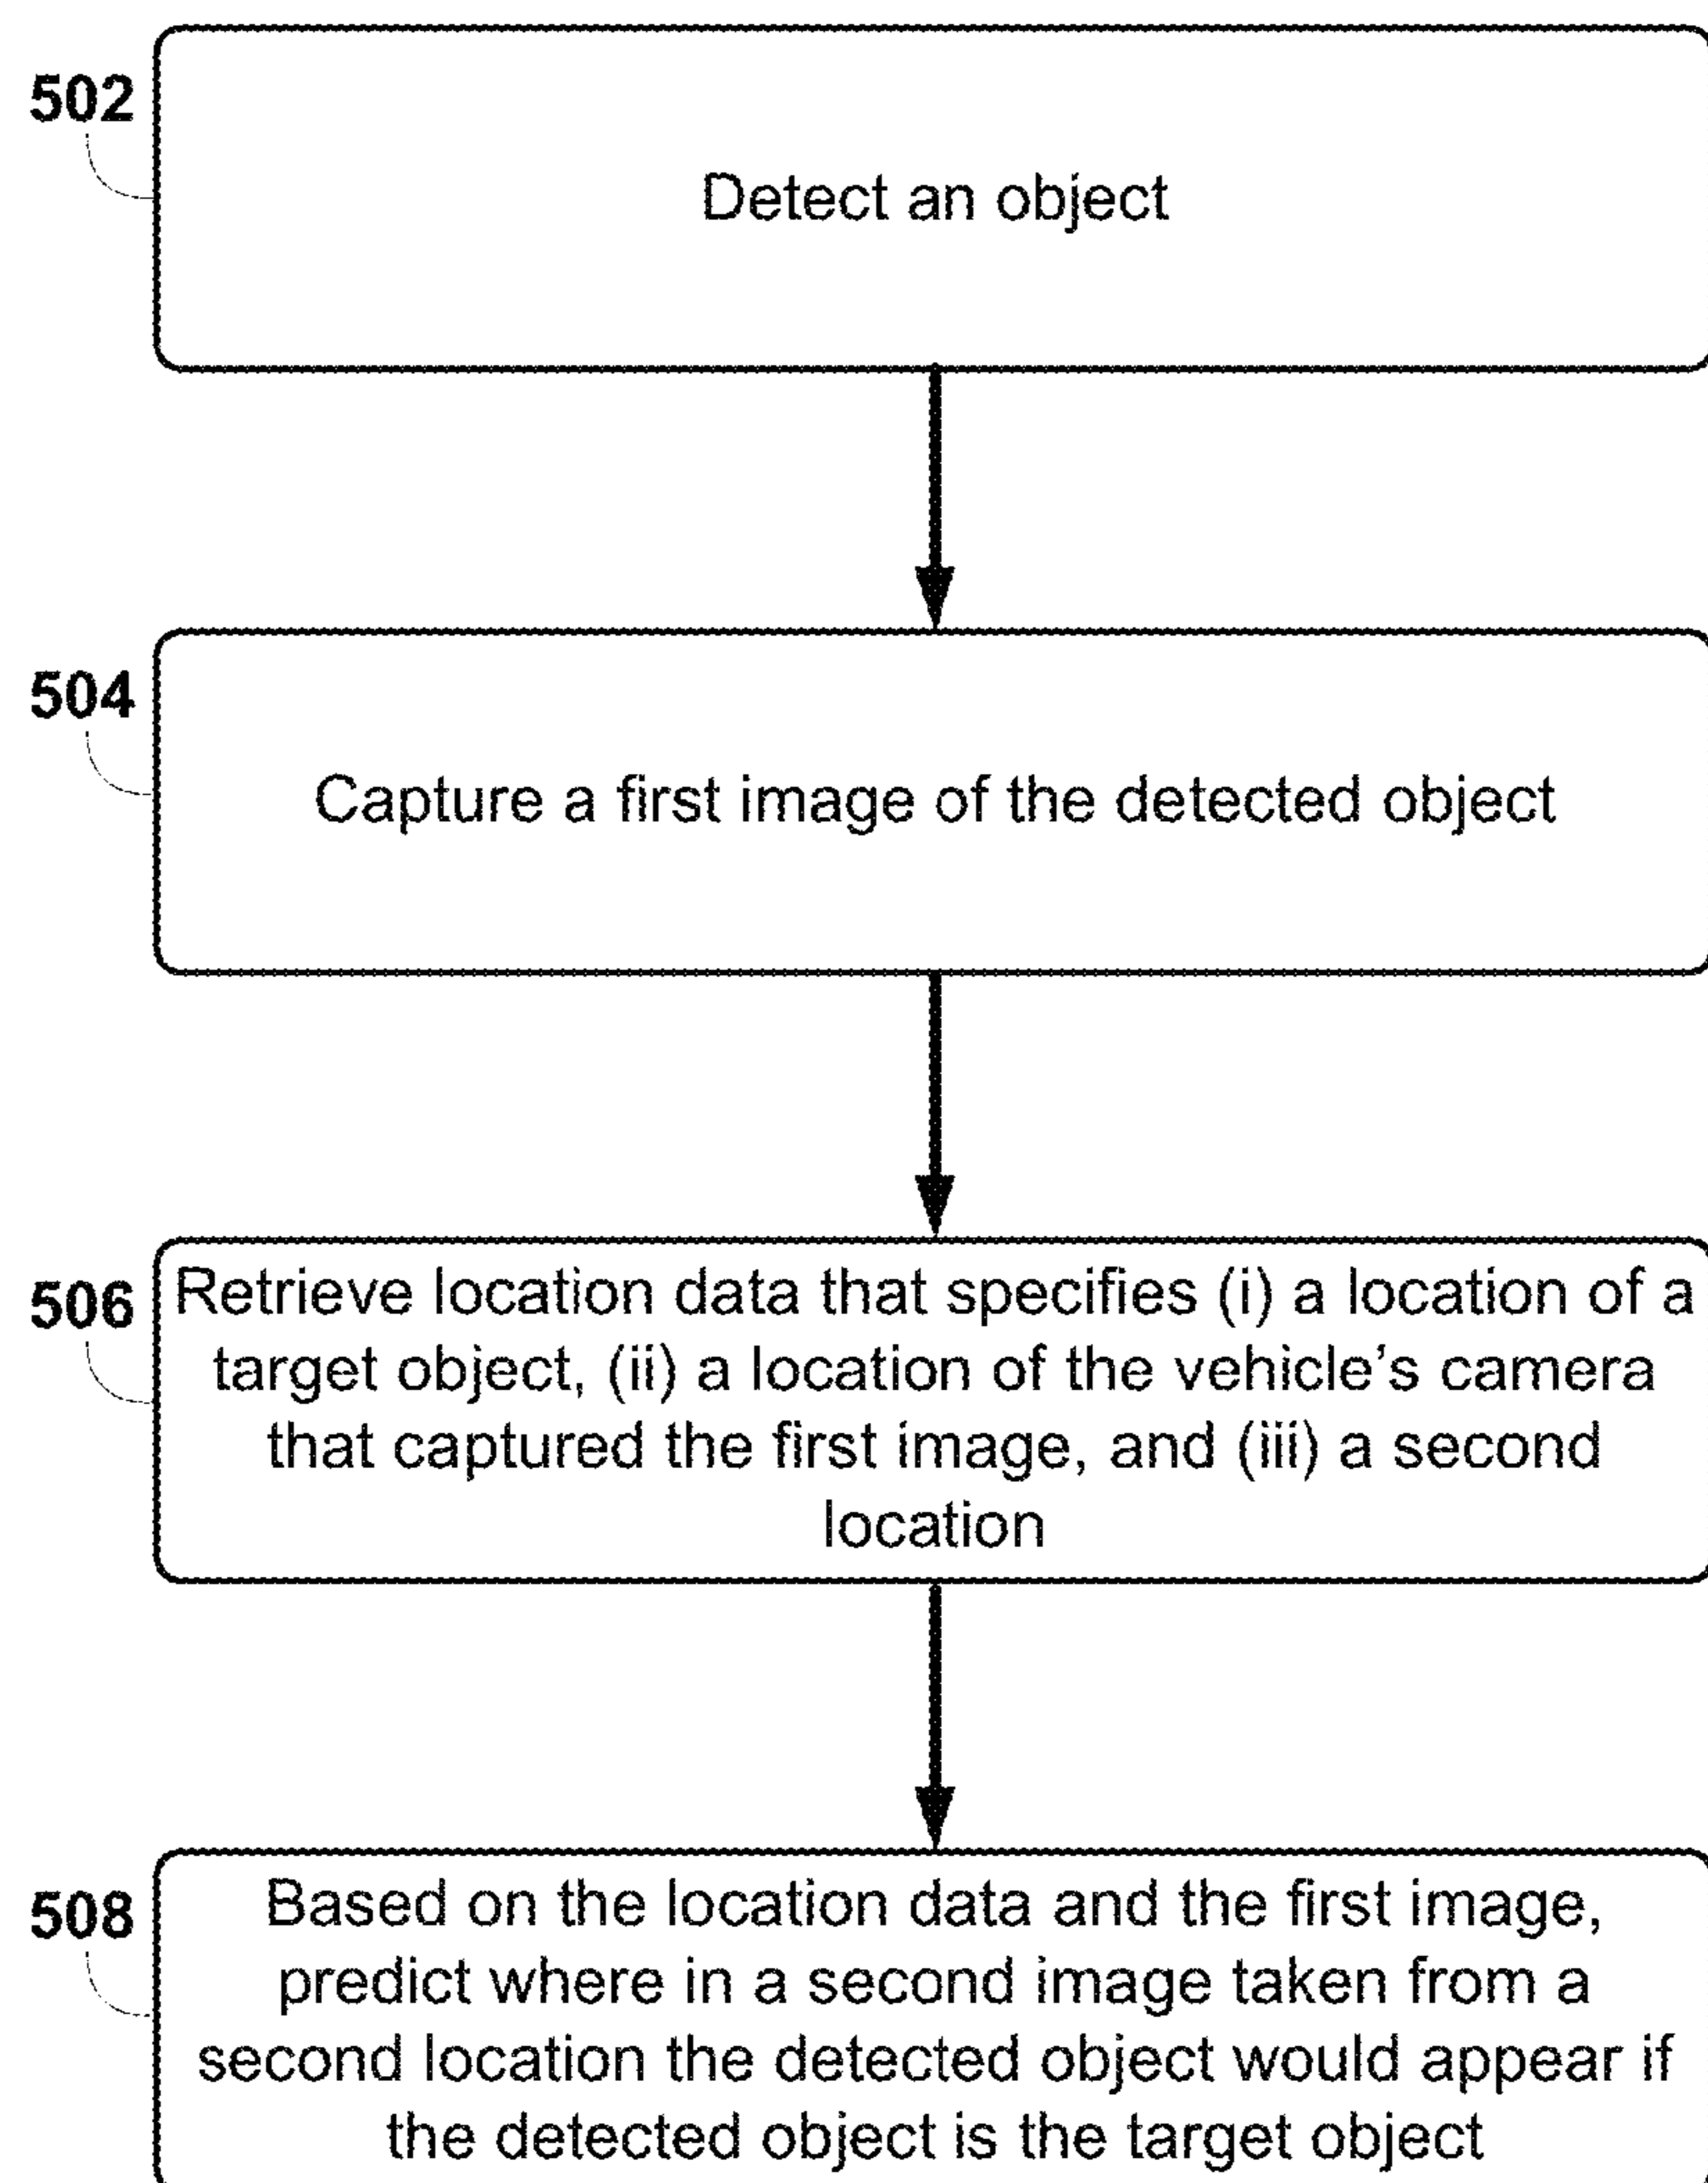 502
Detect an object
504
Capture a first image of the detected object
506
Retrieve location data that specifies (i) a location of a
target object, (ii) a location of the vehicle's camera
that captured the first image, and (iii) a second
location
508
Based on the location data and the first image,
predict where in a second image taken from a
second location the detected object would appear if
the detected object is the target object